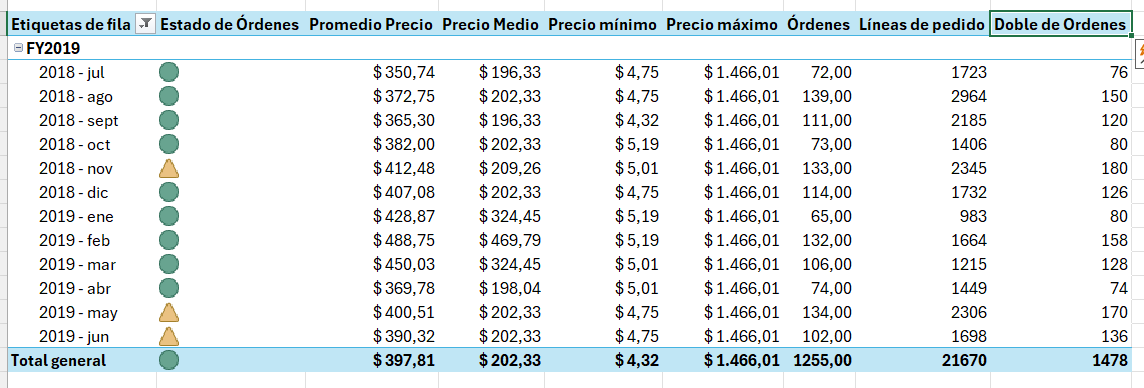 Etiquetas de fila Estado de Órdenes Promedio Precio Precio Medio Precio mínimo Precio máximo Órdenes Líneas de pedido Doble de Ordenes
FY2019
2018 - jul $ 350,74 $ 196,33 $ 4,75 $ 1.466,01 72,00 1723 76
2018 - ago $ 372,75 $ 202,33 $ 4,75 $ 1.466,01 139,00 2964 150
2018 - sept $ 365,30 $ 196,33 $ 4,32 $ 1.466,01 111,00 2185 120
2018 - oct $ 382,00 $ 202,33 $ 5,19 $ 1.466,01 73,00 1406 80
2018 - nov $ 412,48 $ 209,26 $ 5,01 $ 1.466,01 133,00 2345 180
2018 - dic $ 407,08 $ 202,33 $ 4,75 $ 1.466,01 114,00 1732 126
2019 - ene $ 428,87 $ 324,45 $ 5,19 $ 1.466,01 65,00 983 80
2019 - feb $ 488,75 $ 469,79 $ 5,19 $ 1.466,01 132,00 1664 158
2019 - mar $ 450,03 $ 324,45 $ 5,01 $ 1.466,01 106,00 1215 128
2019 - abr $ 369,78 $ 198,04 $ 5,01 $ 1.466,01 74,00 1449 74
2019 - may $ 400,51 $ 202,33 $ 4,75 $ 1.466,01 134,00 2306 170
2019 - jun $ 390,32 $ 202,33 $ 4,75 $ 1.466,01 102,00 1698 136
Total general $ 397,81 $ 202,33 $ 4,32 $ 1.466,01 1255,00 21670 1478